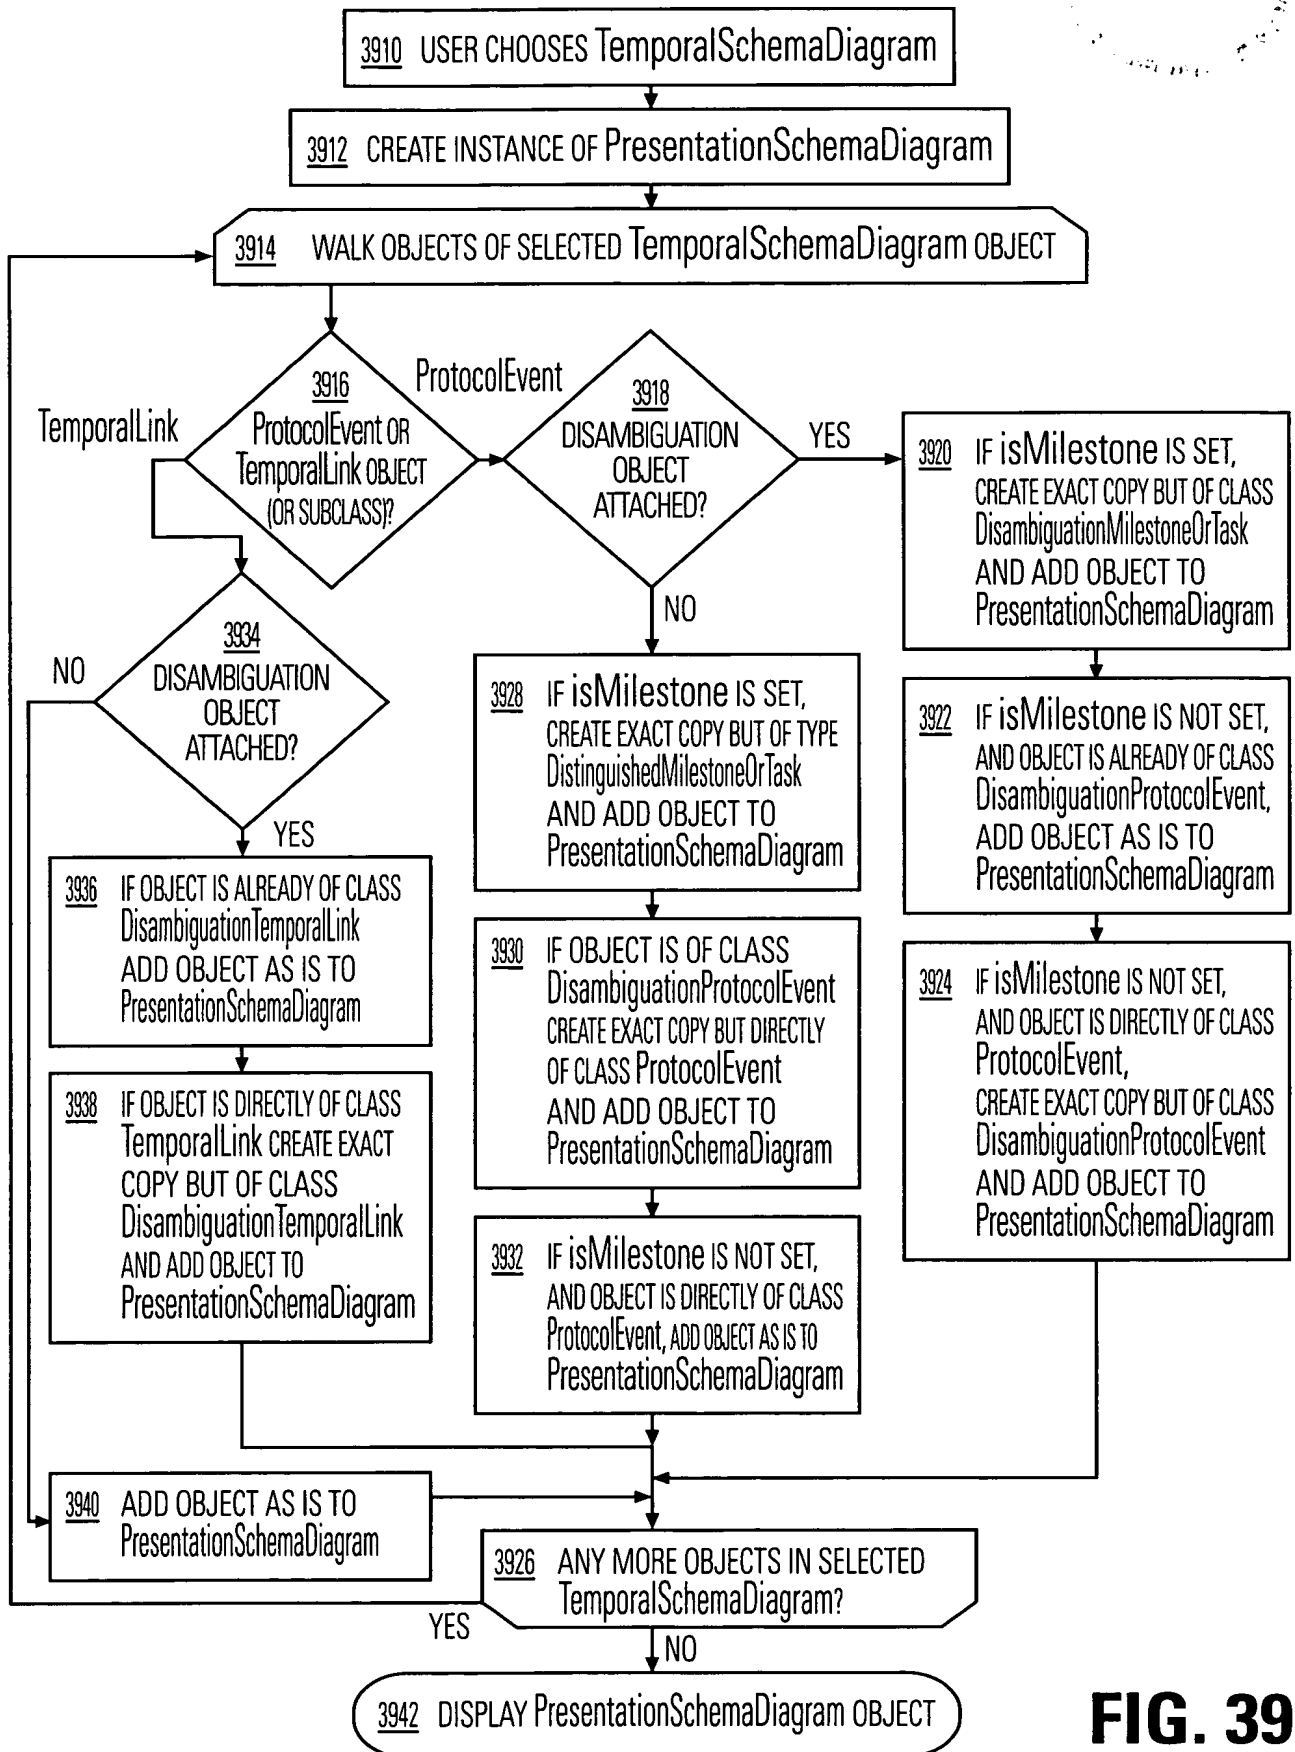 3910 USER CHOOSES TemporalSchemaDiagram
3912 CREATE INSTANCE OF PresentationSchemaDiagram
3914 WALK OBJECTS OF SELECTED TemporalSchemaDiagram OBJECT
3916
ProtocolEvent OR
TemporalLink OBJECT
(OR SUBCLASS)?
TemporalLink
ProtocolEvent
3918
DISAMBIGUATION
OBJECT
ATTACHED?
YES
NO
3920 IF isMilestone IS SET,
CREATE EXACT COPY BUT OF CLASS
DisambiguationMilestoneOrTask
AND ADD OBJECT TO
PresentationSchemaDiagram
3922 IF isMilestone IS NOT SET,
AND OBJECT IS ALREADY OF CLASS
DisambiguationProtocolEvent,
ADD OBJECT AS IS TO
PresentationSchemaDiagram
3924 IF isMilestone IS NOT SET,
AND OBJECT IS DIRECTLY OF CLASS
ProtocolEvent,
CREATE EXACT COPY BUT OF CLASS
DisambiguationProtocolEvent
AND ADD OBJECT TO
PresentationSchemaDiagram
3928 IF isMilestone IS SET,
CREATE EXACT COPY BUT OF TYPE
DistinguishedMilestoneOrTask
AND ADD OBJECT TO
PresentationSchemaDiagram
3930 IF OBJECT IS OF CLASS
DisambiguationProtocolEvent
CREATE EXACT COPY BUT DIRECTLY
OF CLASS ProtocolEvent
AND ADD OBJECT TO
PresentationSchemaDiagram
3932 IF isMilestone IS NOT SET,
AND OBJECT IS DIRECTLY OF CLASS
ProtocolEvent, ADD OBJECT AS IS TO
PresentationSchemaDiagram
3934
DISAMBIGUATION
OBJECT
ATTACHED?
NO
YES
3936 IF OBJECT IS ALREADY OF CLASS
DisambiguationTemporalLink
ADD OBJECT AS IS TO
PresentationSchemaDiagram
3938 IF OBJECT IS DIRECTLY OF CLASS
TemporalLink CREATE EXACT
COPY BUT OF CLASS
DisambiguationTemporalLink
AND ADD OBJECT TO
PresentationSchemaDiagram
3940 ADD OBJECT AS IS TO
PresentationSchemaDiagram
3926 ANY MORE OBJECTS IN SELECTED
TemporalSchemaDiagram?
YES
NO
3942 DISPLAY PresentationSchemaDiagram OBJECT
FIG. 39